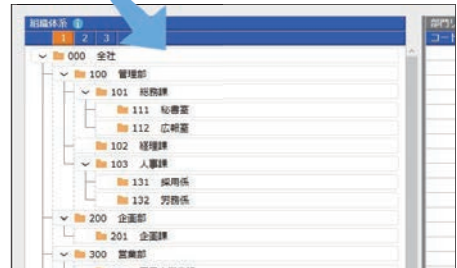 組織体系
部門リ
1 2 3
コード
000 全社
100 管理部
101 総務課
111 秘書室
112 広報室
102 経理課
103 人事課
131 採用係
132 労務係
200 企画部
201 企画課
300 営業部